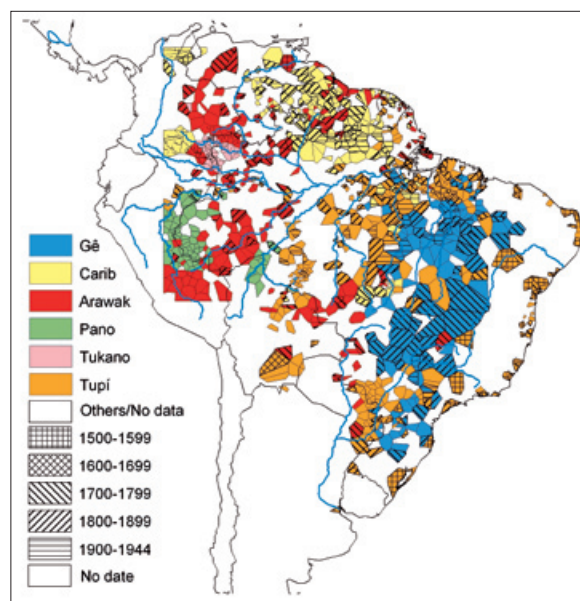 Gê
Carib
Arawak
Pano
Tukano
Tupí
Others/No data
1500-1599
1600-1699
1700-1799
1800-1899
1900-1944
No date